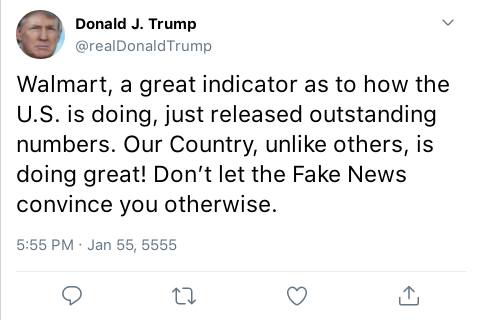 Donald J. Trump
@realDonaldTrump
Walmart, a great indicator as to how the
U.S. is doing, just released outstanding
numbers. Our Country, unlike others, is
doing great! Don’t let the Fake News
convince you otherwise.
5:55 PM · Jan 55, 5555